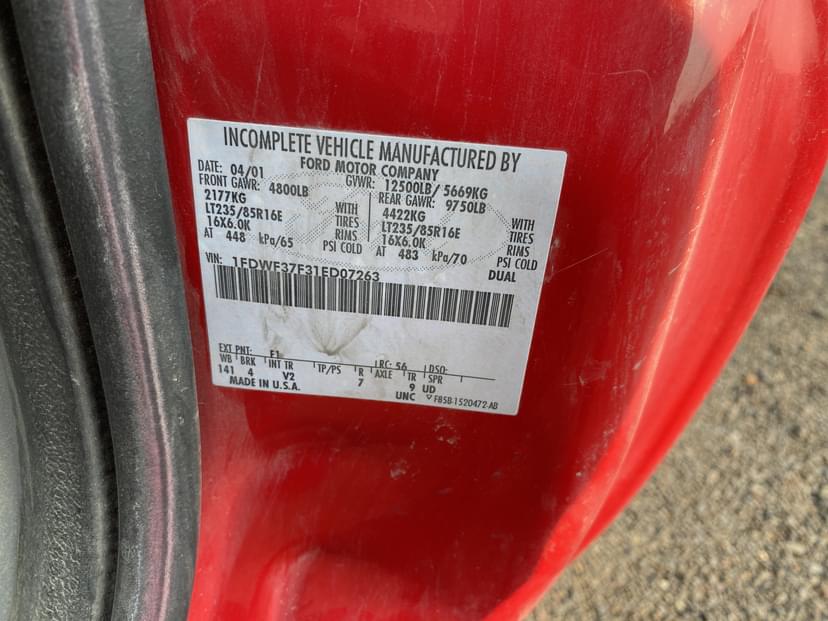 INCOMPLETE VEHICLE MANUFACTURED BY
FORD MOTOR COMPANY
DATE: 04/01 GVWR: 12500LB/ 5669KG
FRONT GAWR: 4800LB REAR GAWR: 9750LB
2177KG WITH 4422KG WITH
LT235/85R16E TIRES LT235/85R16E TIRES
16X6.0K RIMS 16X6.0K RIMS
AT 448 kPa/65 PSI COLD AT 483 kPa/70 PSI COLD
DUAL
VIN: 1FDWF37F31ED07263
EXT PNT: F1 RC: 56 DSO:
WB BRK INT TR TP/PS R AXLE TR SPR
141 4 V2 7 9 UD
MADE IN U.S.A. UNC F85B-1520472-AB